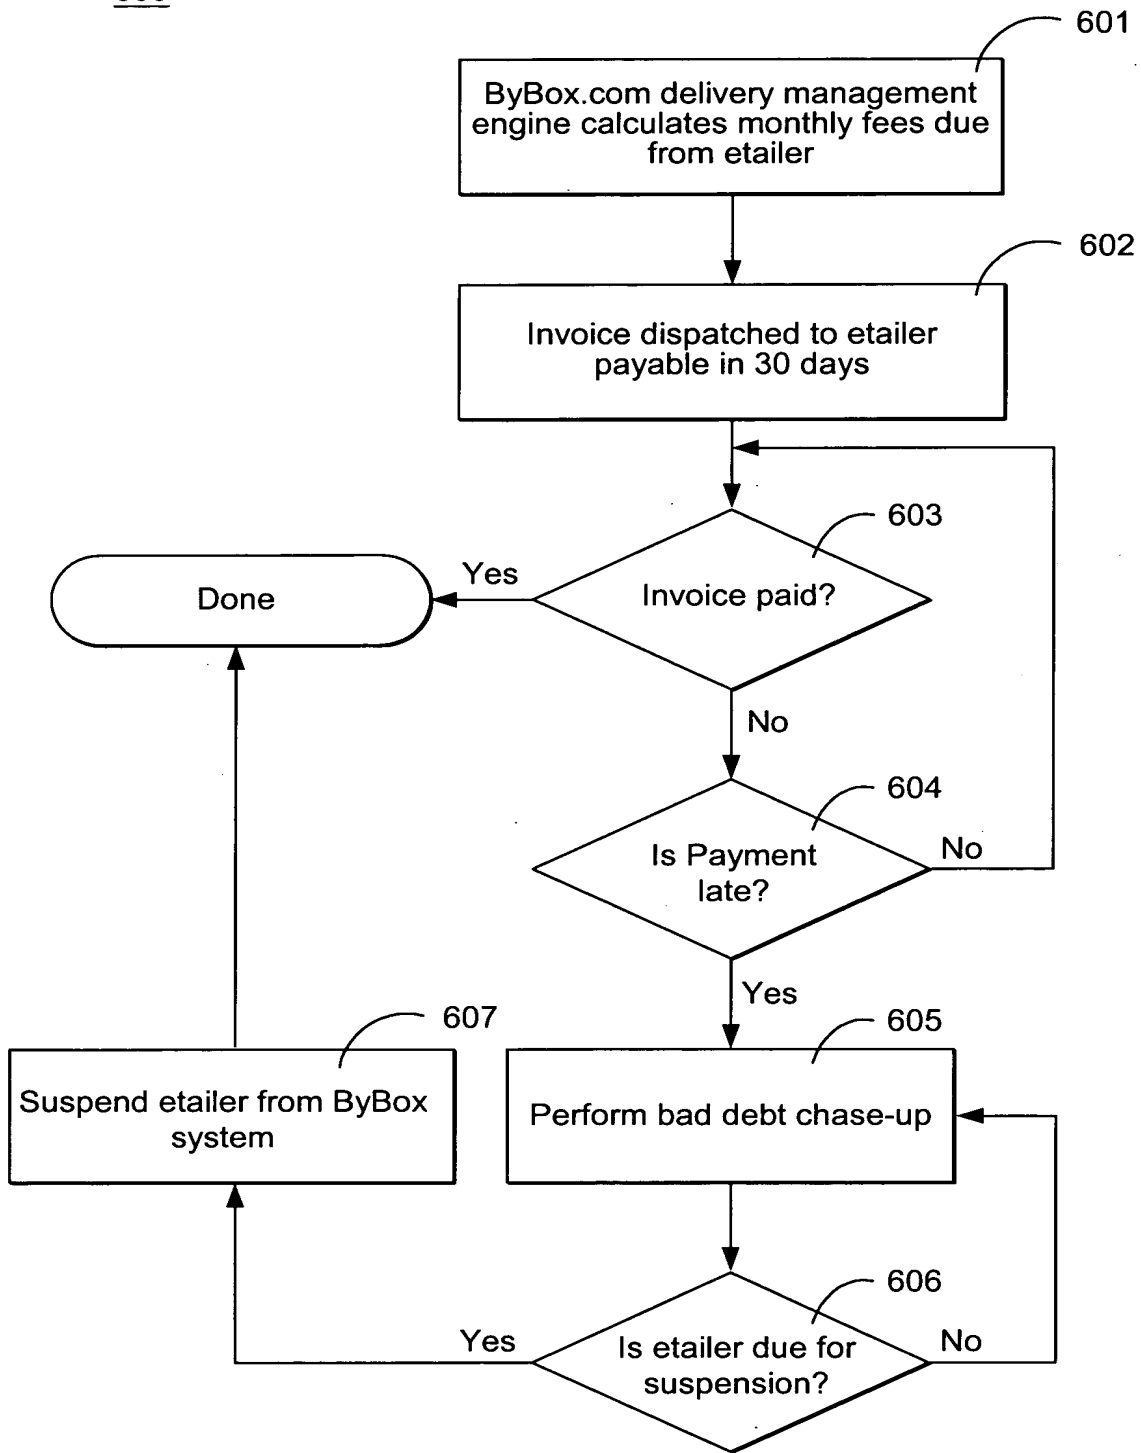 601
ByBox.com delivery management
engine calculates monthly fees due
from etailer
602
Invoice dispatched to etailer
payable in 30 days
603
Invoice paid?
Yes
Done
No
604
Is Payment
late?
No
Yes
605
Perform bad debt chase-up
607
Suspend etailer from ByBox
system
606
Is etailer due for
suspension?
Yes
No